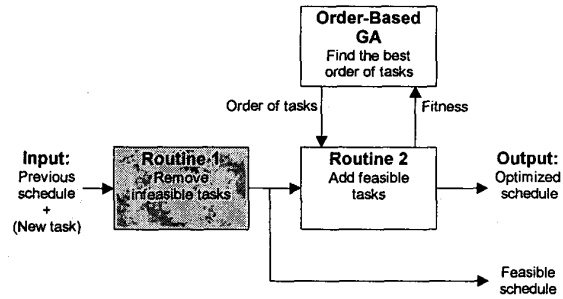 Order-Based
GA
Find the best
order of tasks
Order of tasks
Fitness
Input:
Previous
schedule
+
(New task)
Routine 1
Remove
infeasible tasks
Routine 2
Add feasible
tasks
Output:
Optimized
schedule
Feasible
schedule